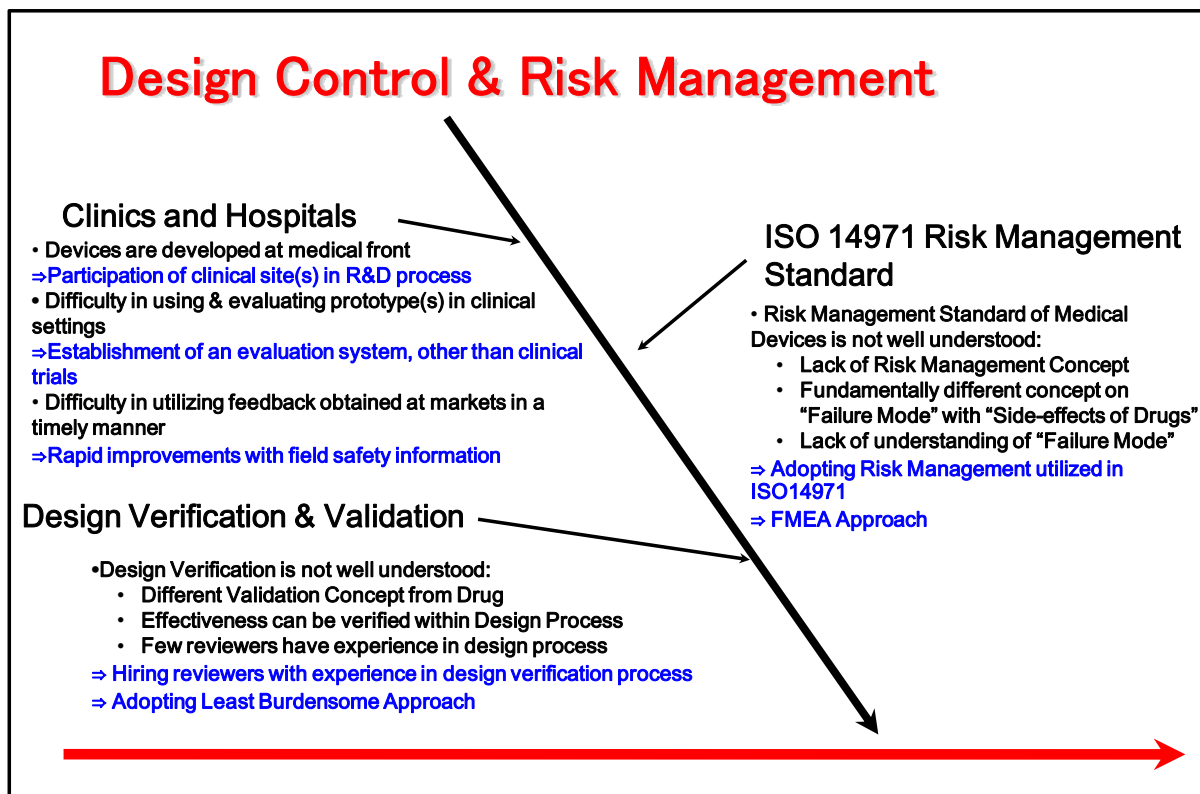 Design Control & Risk Management
Clinics and Hospitals
• Devices are developed at medical front
⇒Participation of clinical site(s) in R&D process
• Difficulty in using & evaluating prototype(s) in clinical
settings
⇒Establishment of an evaluation system, other than clinical
trials
• Difficulty in utilizing feedback obtained at markets in a
timely manner
⇒Rapid improvements with field safety information
ISO 14971 Risk Management
Standard
• Risk Management Standard of Medical
Devices is not well understood:
• Lack of Risk Management Concept
• Fundamentally different concept on
“Failure Mode” with “Side-effects of Drugs”
• Lack of understanding of “Failure Mode”
⇒ Adopting Risk Management utilized in
ISO14971
⇒ FMEA Approach
Design Verification & Validation
•Design Verification is not well understood:
• Different Validation Concept from Drug
• Effectiveness can be verified within Design Process
• Few reviewers have experience in design process
⇒ Hiring reviewers with experience in design verification process
⇒ Adopting Least Burdensome Approach